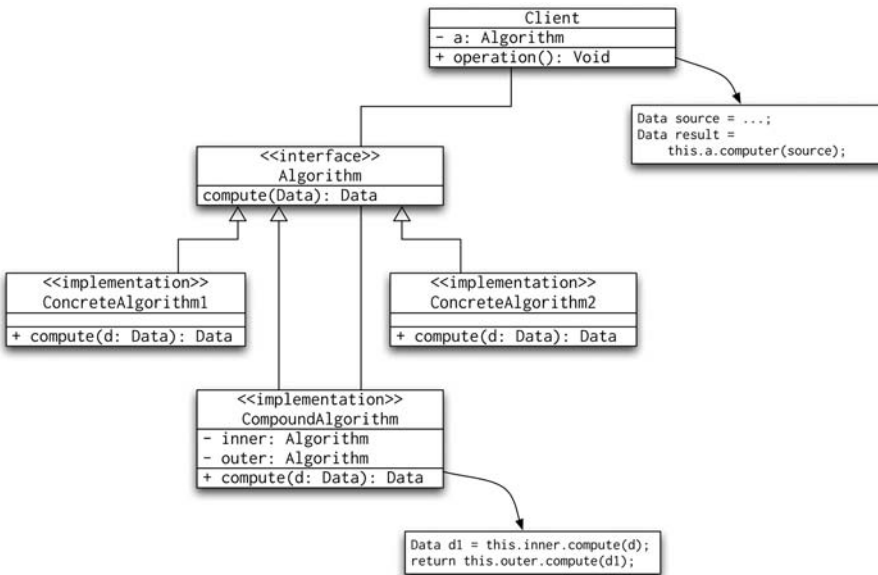 Client
- a: Algorithm
+ operation(): Void
Data source = ...;
Data result =
this.a.computer(source);
<<interface>>
Algorithm
compute(Data): Data
<<implementation>>
ConcreteAlgorithm1
+ compute(d: Data): Data
<<implementation>>
ConcreteAlgorithm2
+ compute(d: Data): Data
<<implementation>>
CompoundAlgorithm
- inner: Algorithm
- outer: Algorithm
+ compute(d: Data): Data
Data d1 = this.inner.compute(d);
return this.outer.compute(d1);